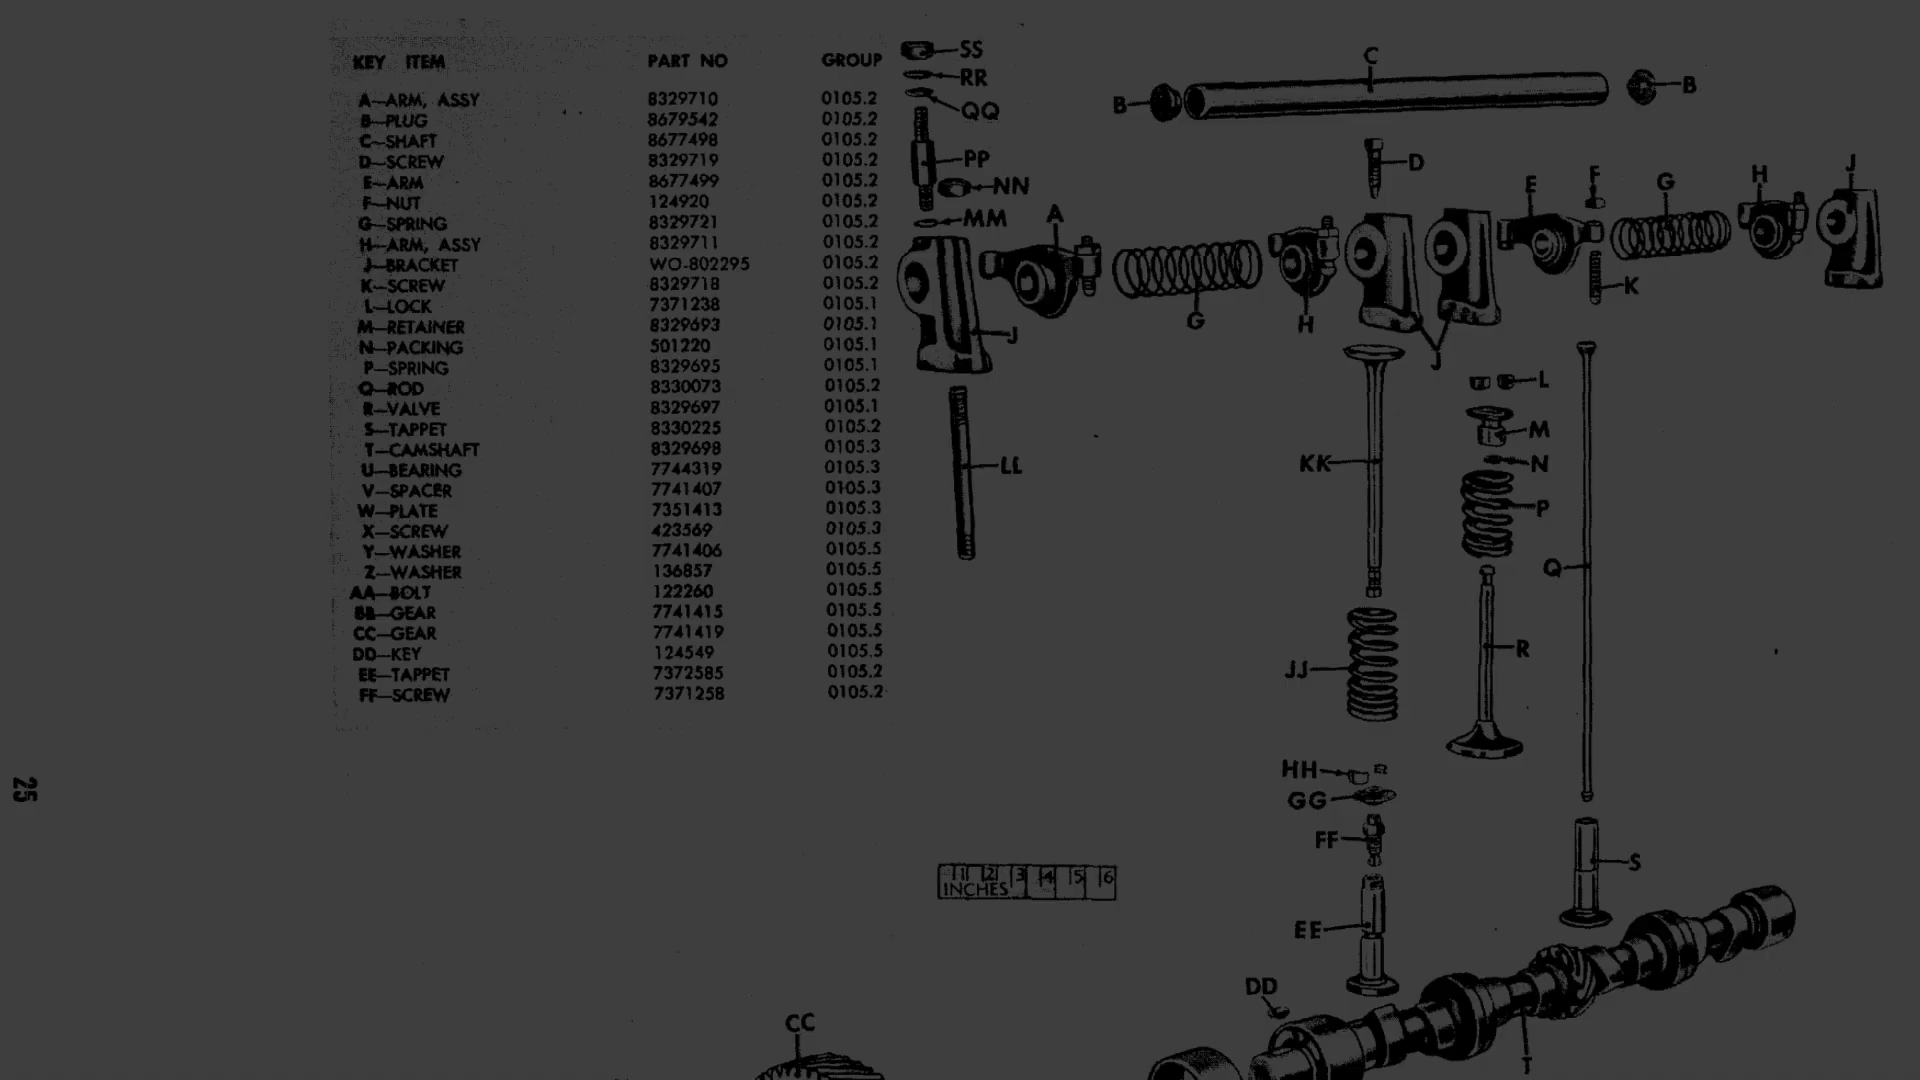 KEY ITEM PART NO GROUP
A—ARM, ASSY 8329710 0105.2
B—PLUG 8679542 0105.2
C—SHAFT 8677498 0105.2
D—SCREW 8329719 0105.2
E—ARM 8677499 0105.2
F—NUT 124920 0105.2
G—SPRING 8329721 0105.2
H—ARM, ASSY 8329711 0105.2
J—BRACKET WO-802295 0105.2
K—SCREW 8329718 0105.2
L—LOCK 7371238 0105.1
M—RETAINER 8329693 0105.1
N—PACKING 501220 0105.1
P—SPRING 8329695 0105.1
Q—ROD 8330073 0105.2
R—VALVE 8329697 0105.1
S—TAPPET 8330225 0105.2
T—CAMSHAFT 8329698 0105.3
U—BEARING 7744319 0105.3
V—SPACER 7741407 0105.3
W—PLATE 7351413 0105.3
X—SCREW 423569 0105.3
Y—WASHER 7741406 0105.5
Z—WASHER 136857 0105.5
AA—BOLT 122260 0105.5
BB—GEAR 7741415 0105.5
CC—GEAR 7741419 0105.5
DD—KEY 124549 0105.5
EE—TAPPET 7372585 0105.2
FF—SCREW 7371258 0105.2
SS
RR
QQ
PP
NN
MM
A
J
LL
G
H
B
C
B
D
E
F
G
H
J
K
J
L
M
N
P
KK
Q
R
JJ
HH
GG
FF
EE
S
DD
T
CC
1 2 3 4 5 6
INCHES
25